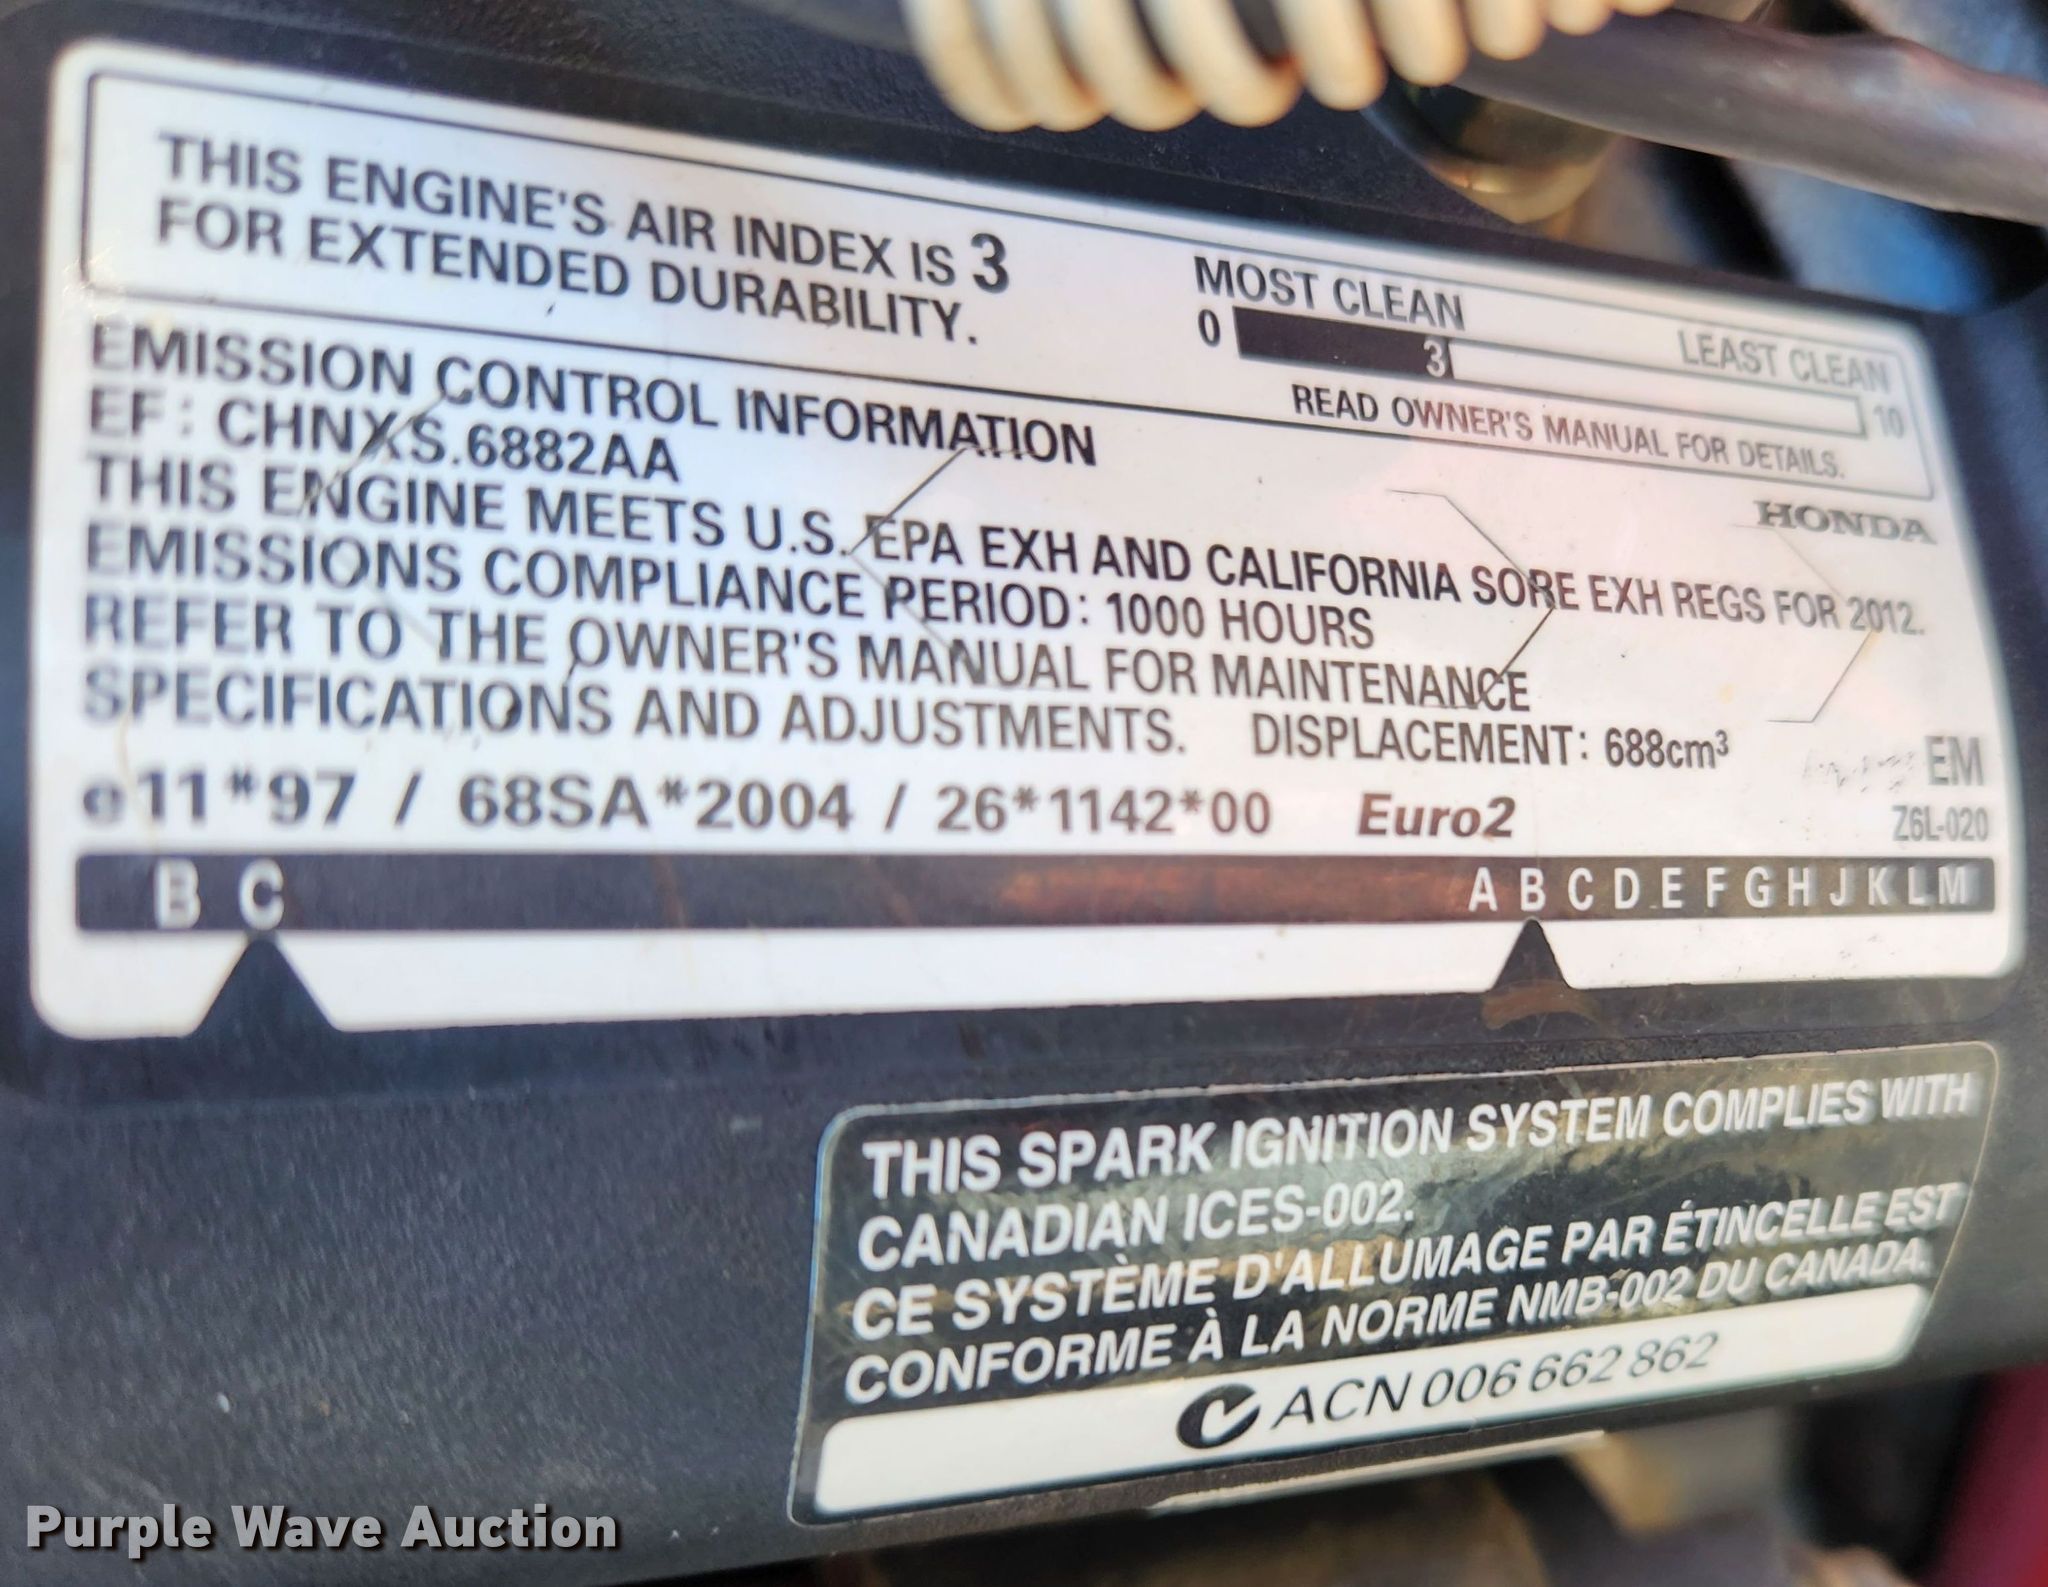 THIS ENGINE'S AIR INDEX IS 3
FOR EXTENDED DURABILITY.
MOST CLEAN
LEAST CLEAN
0 3 10
READ OWNER'S MANUAL FOR DETAILS.
EMISSION CONTROL INFORMATION
HONDA
EF: CHNXS.6882AA
THIS ENGINE MEETS U.S. EPA EXH AND CALIFORNIA SORE EXH REGS FOR 2012.
EMISSIONS COMPLIANCE PERIOD: 1000 HOURS
REFER TO THE OWNER'S MANUAL FOR MAINTENANCE
SPECIFICATIONS AND ADJUSTMENTS. DISPLACEMENT: 688cm³
EM
e11*97 / 68SA*2004 / 26*1142*00 Euro2
Z6L-020
B C A B C D E F G H J K L M
THIS SPARK IGNITION SYSTEM COMPLIES WITH
CANADIAN ICES-002.
CE SYSTÈME D'ALLUMAGE PAR ÉTINCELLE EST
CONFORME À LA NORME NMB-002 DU CANADA.
ACN 006 662 862
Purple Wave Auction